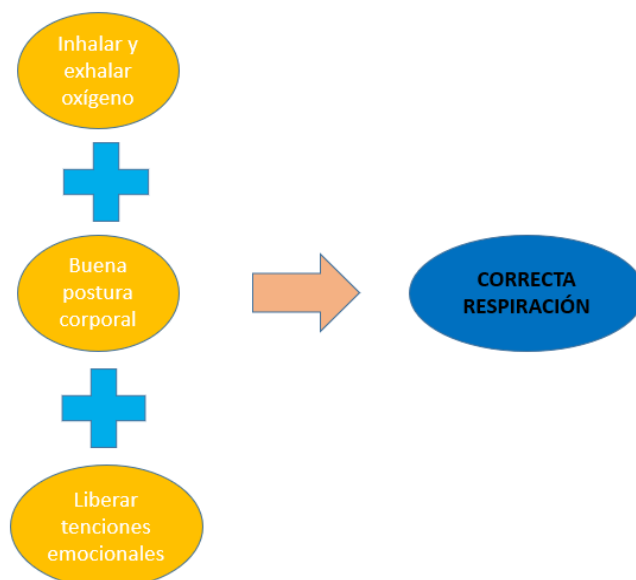 Inhalar y
exhalar
oxígeno
Buena
postura
corporal
CORRECTA
RESPIRACIÓN
Liberar
tenciones
emocionales